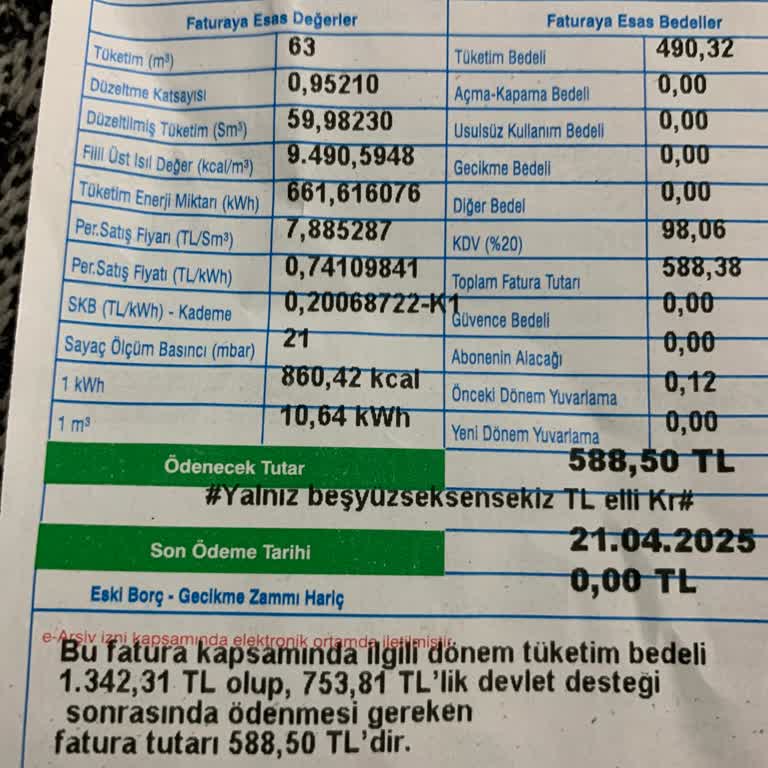 Faturaya Esas Değerler
Faturaya Esas Bedeller
Tüketim (m³) 63
Tüketim Bedeli 490,32
Düzeltme Katsayısı 0,95210
Açma-Kapama Bedeli 0,00
Düzeltilmiş Tüketim (Sm³) 59,98230
Usulsüz Kullanım Bedeli 0,00
Fiili Üst Isıl Değer (kcal/m³) 9.490,5948
Gecikme Bedeli 0,00
Tüketim Enerji Miktarı (kWh) 661,616076
Diğer Bedel 0,00
Per.Satış Fiyarı (TL/Sm³) 7,885287
KDV (%20) 98,06
Per.Satış Fiyatı (TL/kWh) 0,74109841
Toplam Fatura Tutarı 588,38
SKB (TL/kWh) - Kademe 0,20068722-K1
Güvence Bedeli 0,00
Sayaç Ölçüm Basıncı (mbar) 21
Abonenin Alacağı 0,00
1 kWh 860,42 kcal
Önceki Dönem Yuvarlama 0,12
1 m³ 10,64 kWh
Yeni Dönem Yuvarlama 0,00
Ödenecek Tutar 588,50 TL
#Yalnız beşyüzseksensekiz TL elli Kr#
Son Ödeme Tarihi 21.04.2025
Eski Borç - Gecikme Zammı Hariç 0,00 TL
e-Arşiv izni kapsamında elektronik ortamda iletilmiştir.
Bu fatura kapsamında ilgili dönem tüketim bedeli
1.342,31 TL olup, 753,81 TL'lik devlet desteği
sonrasında ödenmesi gereken
fatura tutarı 588,50 TL'dir.